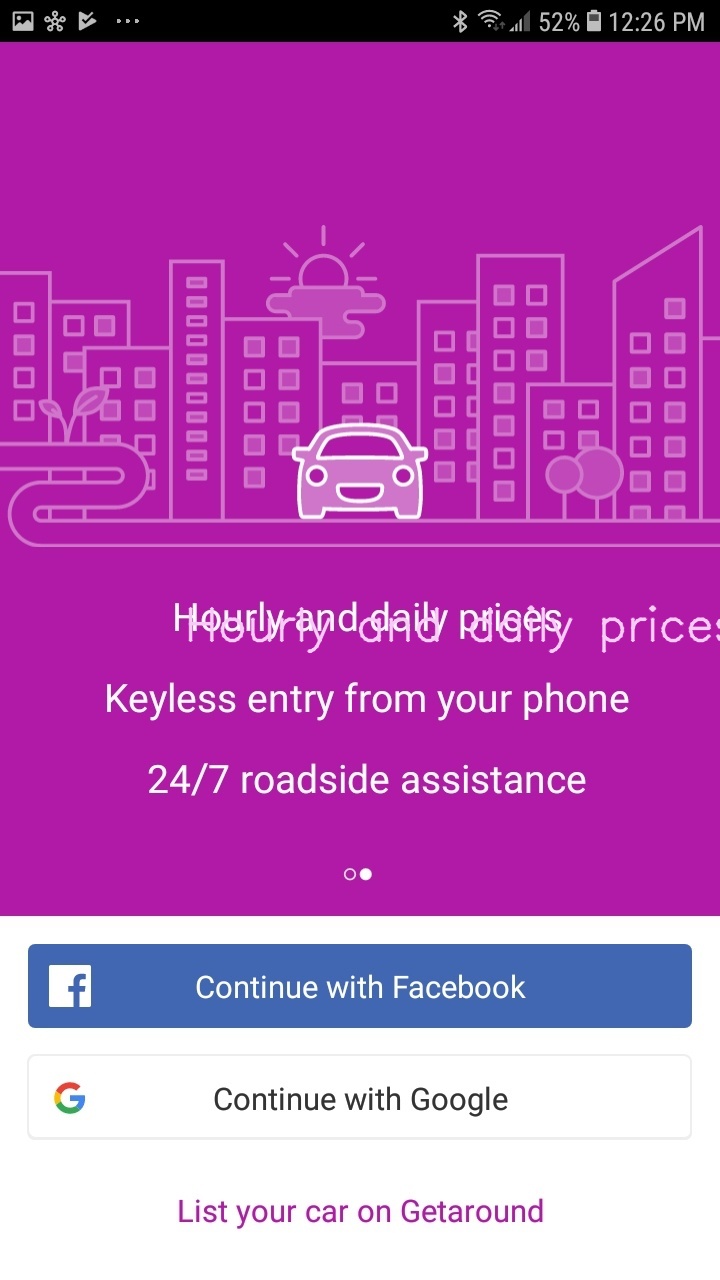 52% 12:26 PM
Hourly and daily prices
Hourly and daily prices
Keyless entry from your phone
24/7 roadside assistance
Continue with Facebook
Continue with Google
List your car on Getaround